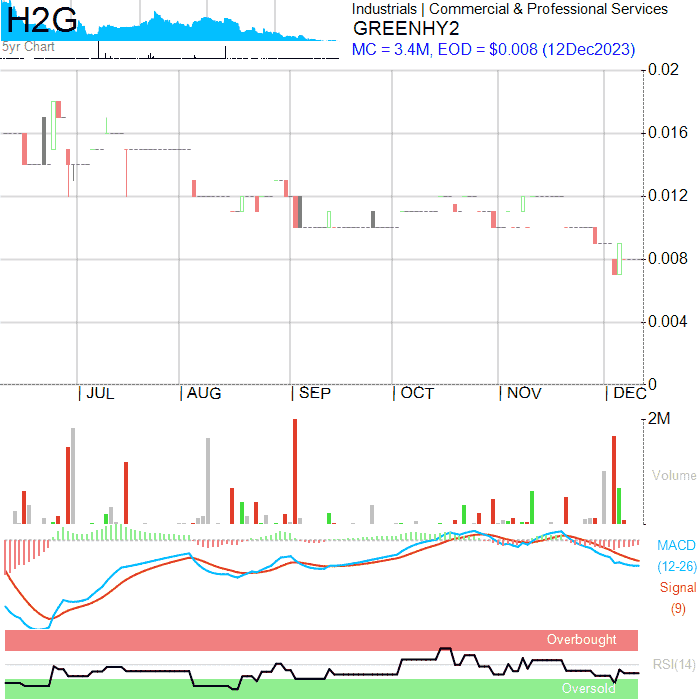 H2G
5yr Chart
Industrials | Commercial & Professional Services
GREENHY2
MC = 3.4M, EOD = $0.008 (12Dec2023)
0.02
0.016
0.012
0.008
0.004
0
JUL
AUG
SEP
OCT
NOV
DEC
2M
Volume
MACD
(12-26)
Signal
(9)
Overbought
RSI(14)
Oversold